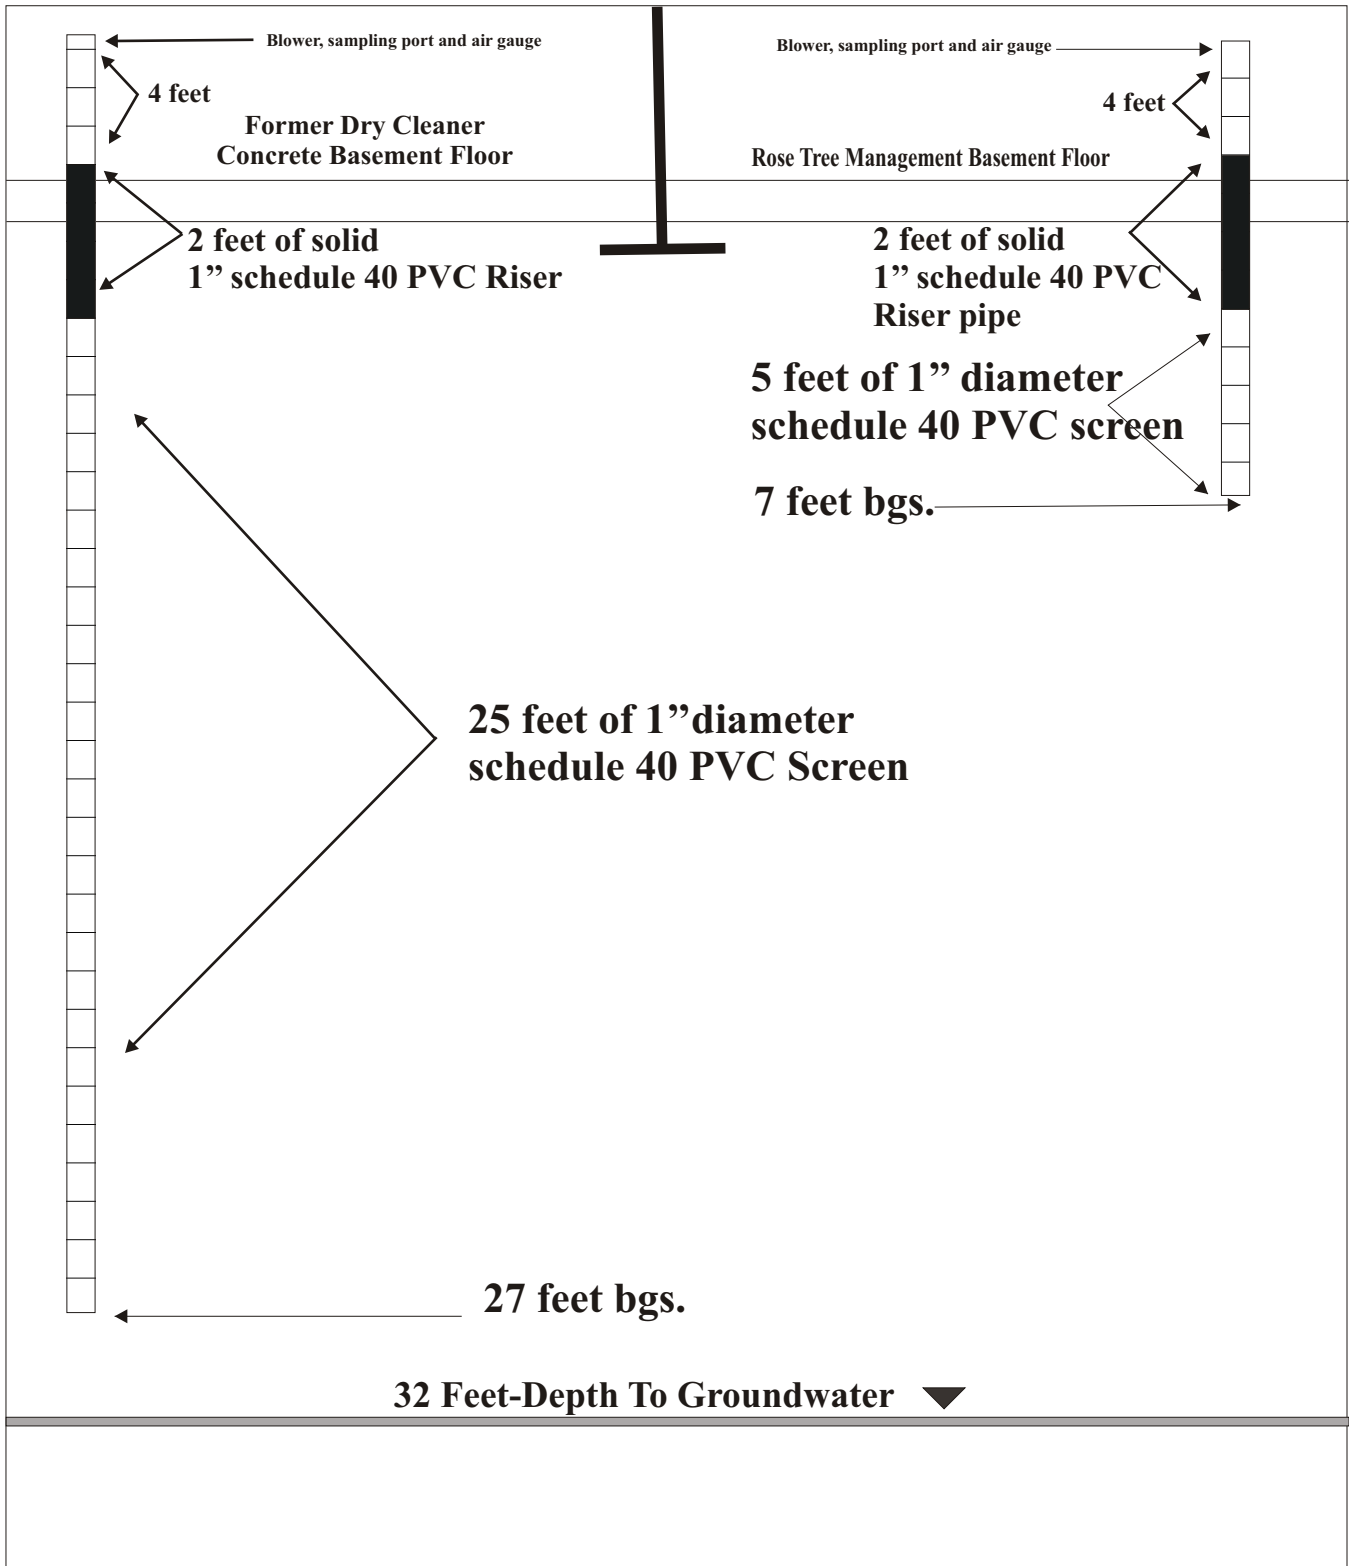 Blower, sampling port and air gauge
4 feet
Former Dry Cleaner
Concrete Basement Floor
2 feet of solid
1” schedule 40 PVC Riser
Blower, sampling port and air gauge
4 feet
Rose Tree Management Basement Floor
2 feet of solid
1” schedule 40 PVC
Riser pipe
5 feet of 1” diameter
schedule 40 PVC screen
7 feet bgs.
25 feet of 1”diameter
schedule 40 PVC Screen
27 feet bgs.
32 Feet-Depth To Groundwater